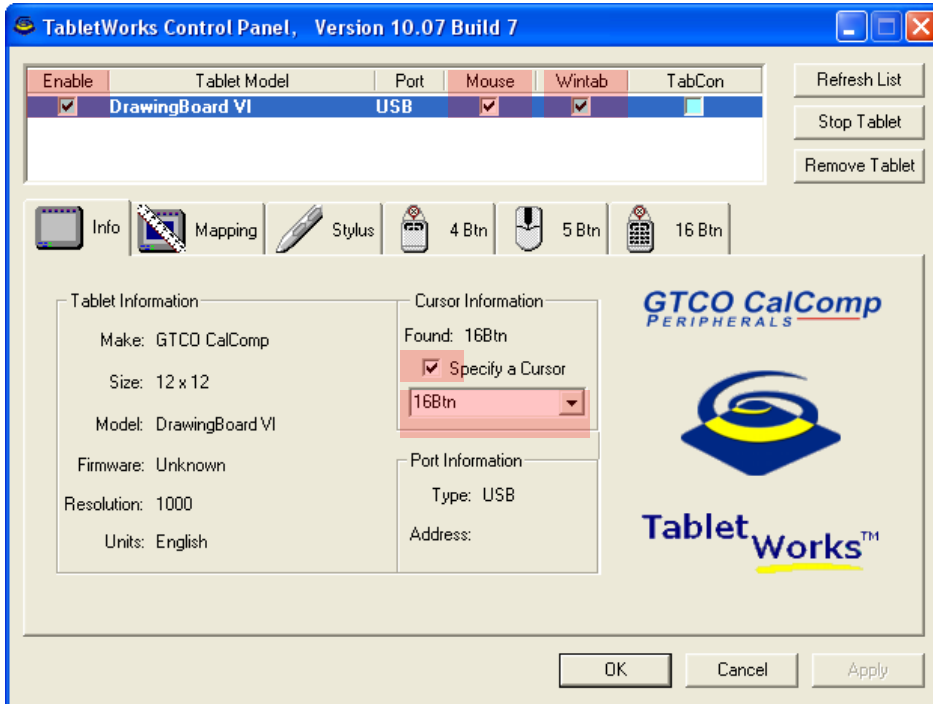 TabletWorks Control Panel, Version 10.07 Build 7
Enable Tablet Model Port Mouse Wintab TabCon
DrawingBoard VI USB
Refresh List
Stop Tablet
Remove Tablet
Info Mapping Stylus 4 Btn 5 Btn 16 Btn
Tablet Information
Make: GTCO CalComp
Size: 12 x 12
Model: DrawingBoard VI
Firmware: Unknown
Resolution: 1000
Units: English
Cursor Information
Found: 16Btn
Specify a Cursor
16Btn
Port Information
Type: USB
Address:
GTCO CalComp
PERIPHERALS
TabletWorks™
OK Cancel Apply